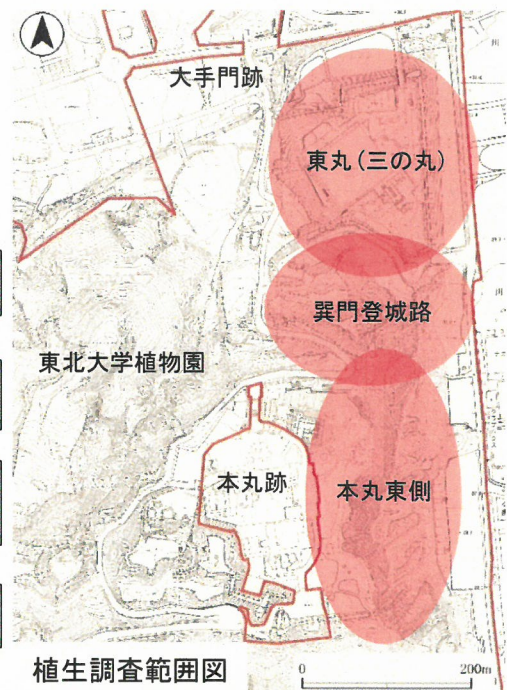 大手門跡
東丸(三の丸)
巽門登城路
東北大学植物園
本丸跡
本丸東側
植生調査範囲図
0
200m